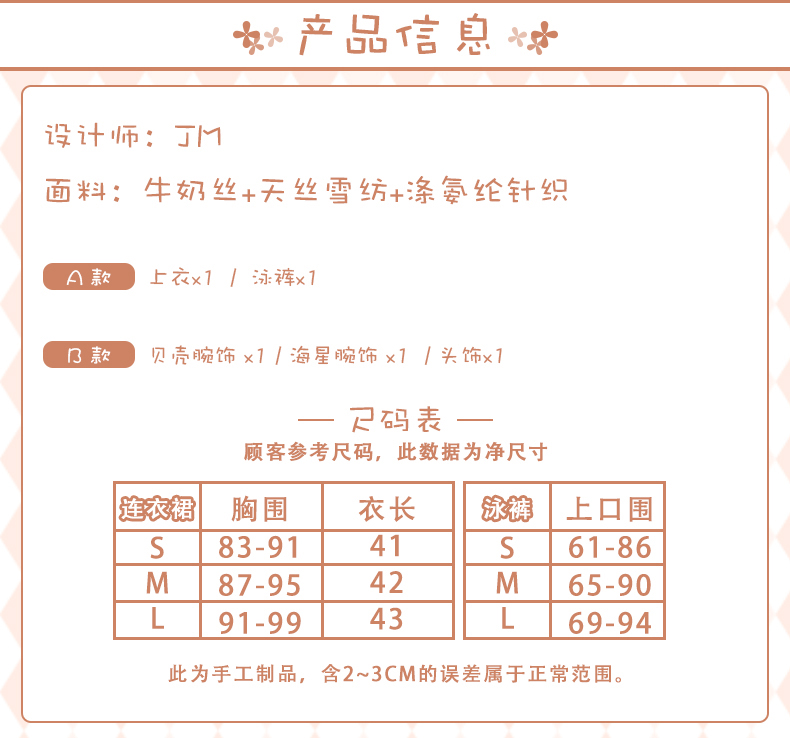 产品信息
设计师：JM
面料：牛奶丝+天丝雪纺+涤氨纶针织
A款 上衣x1 / 泳裤x1
B款 贝壳腕饰 x1 / 海星腕饰 x1 / 头饰x1
尺码表
顾客参考尺码，此数据为净尺寸
连衣裙 胸围 衣长 泳裤 上口围
S 83-91 41 S 61-86
M 87-95 42 M 65-90
L 91-99 43 L 69-94
此为手工制品，含2~3CM的误差属于正常范围。